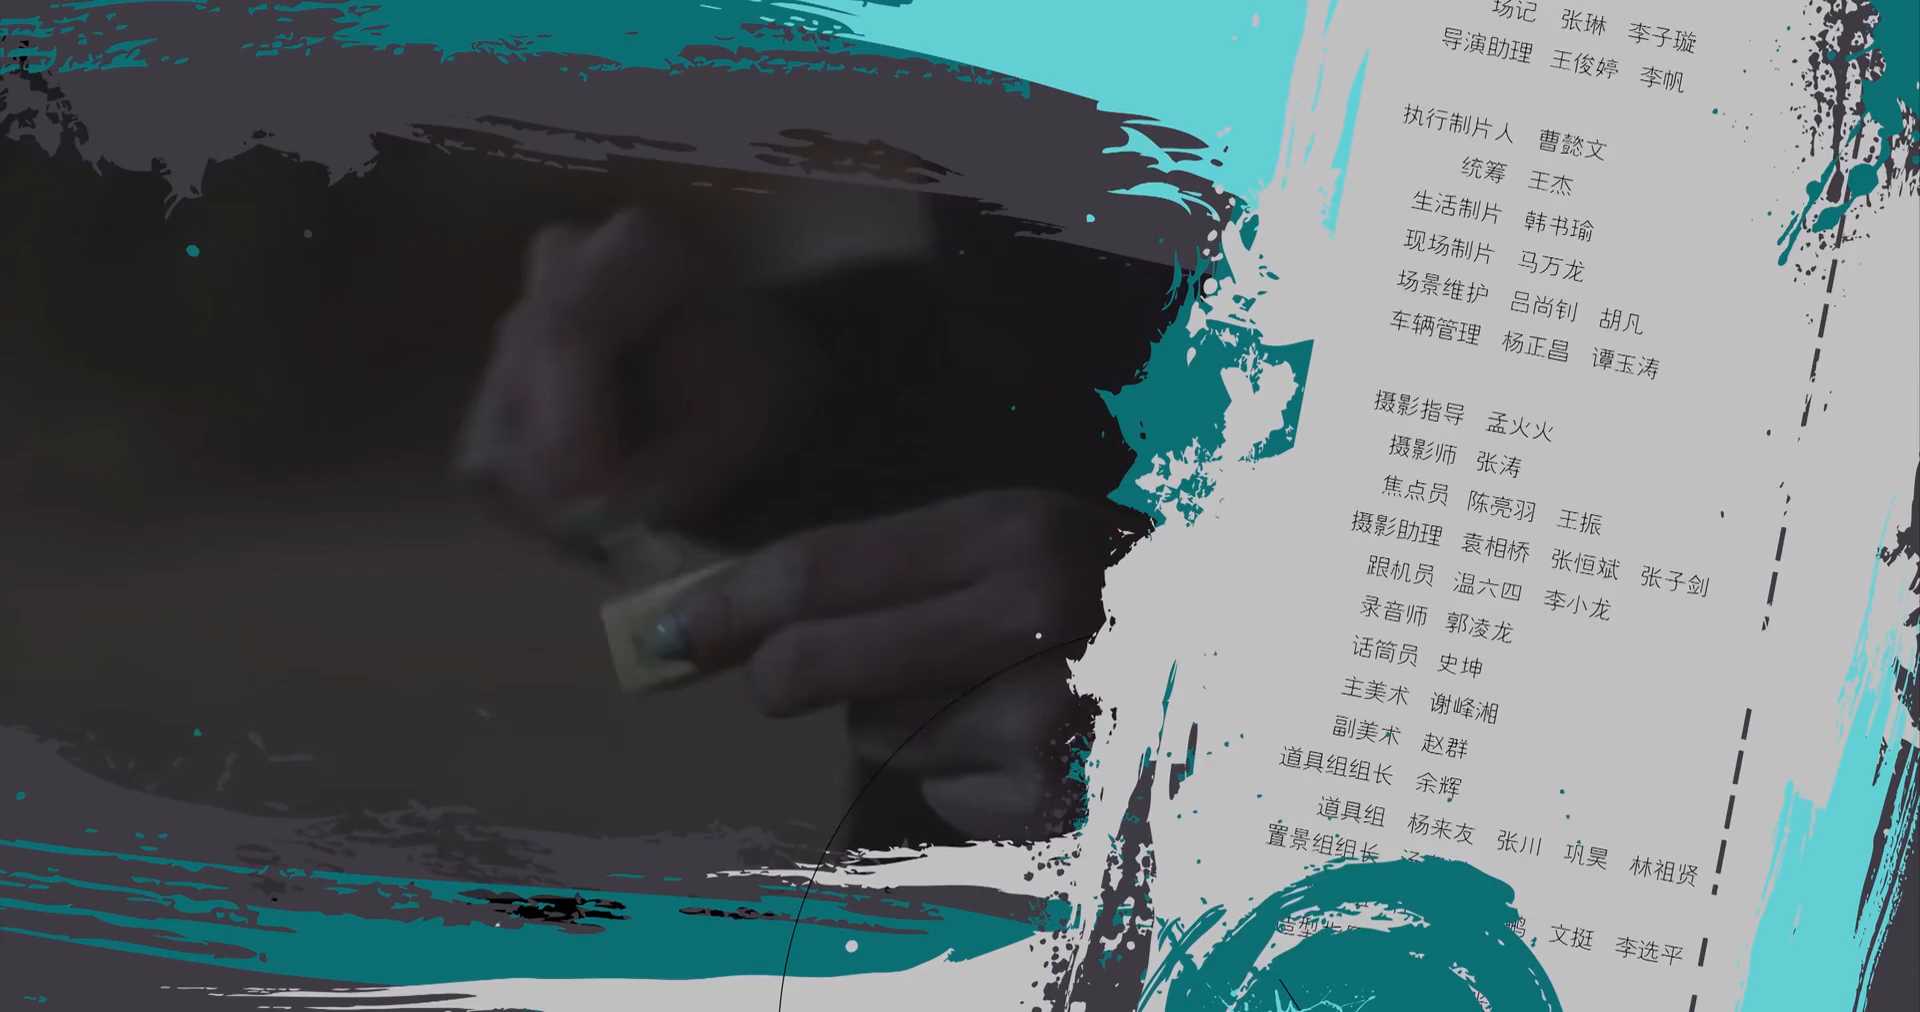 场记 张琳 李子璇
导演助理 王俊婷 李帆
执行制片人 曹懿文
统筹 王杰
生活制片 韩书瑜
现场制片 马万龙
场景维护 吕尚钊 胡凡
车辆管理 杨正昌 谭玉涛
摄影指导 孟火火
摄影师 张涛
焦点员 陈亮羽 王振
摄影助理 袁相桥 张恒斌 张子剑
跟机员 温六四 李小龙
录音师 郭凌龙
话筒员 史坤
主美术 谢峰湘
副美术 赵群
道具组组长 余辉
道具组 杨来友 张川 巩昊 林祖贤
置景组组长
造型指导 文挺 李选平